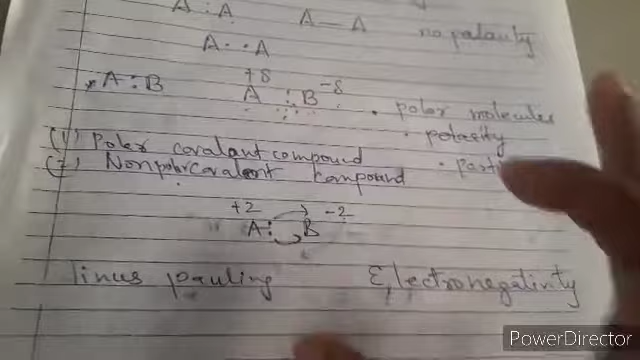 A : A
A — A
no polarity
A · · A
A : B
+δ -δ
A : B
• polar molecules
• polarity
(1) Polar covalent compound
(2) Nonpolar covalent compound
+2 -2
A : B
Linus pauling
Electronegativity
PowerDirector